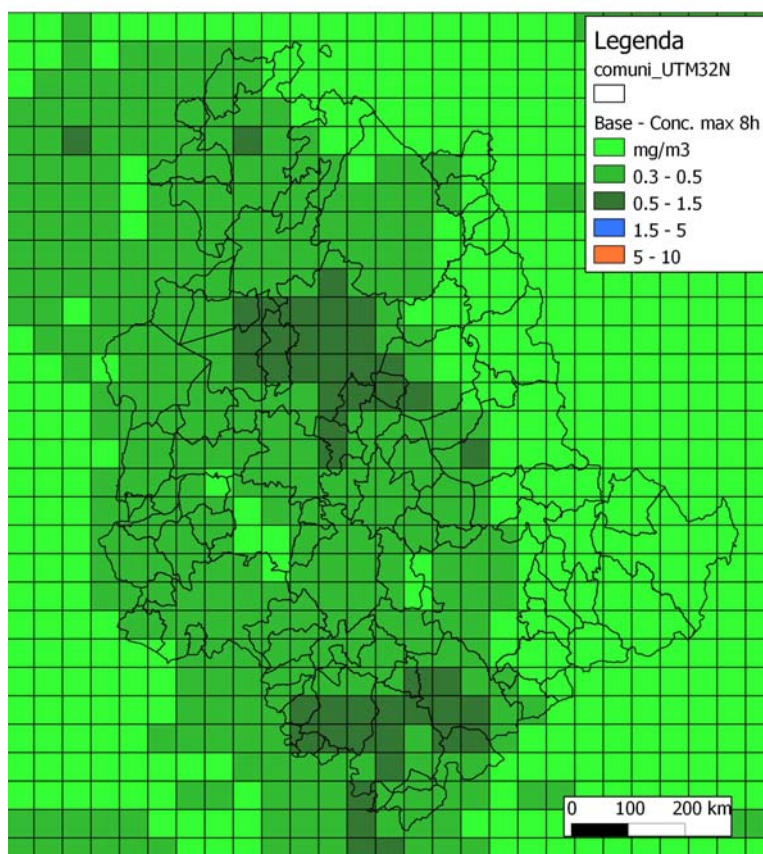 Legenda
comuni_UTM32N
Base - Conc. max 8h
mg/m3
0.3 - 0.5
0.5 - 1.5
1.5 - 5
5 - 10
0 100 200 km